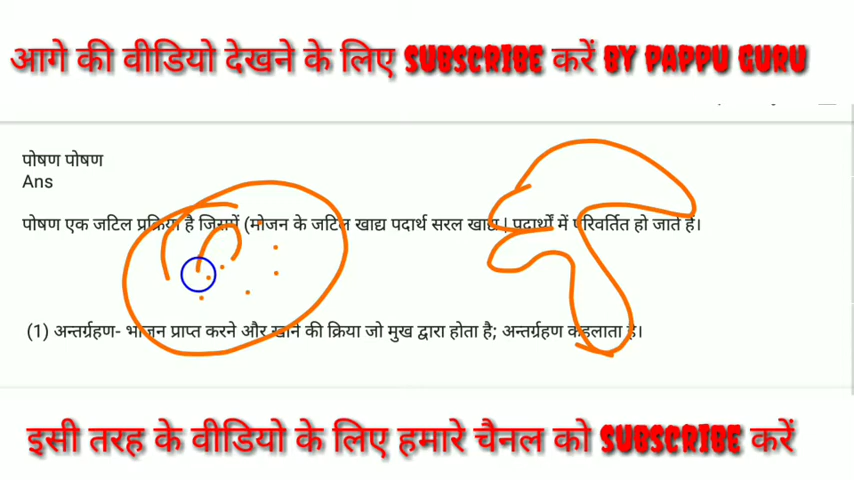 आगे की वीडियो देखने के लिए SUBSCRIBE करें BY PAPPU GURU
पोषण पोषण
Ans
पोषण एक जटिल प्रक्रिया है जिसमें (भोजन के जटिल खाद्य पदार्थ सरल खाद्य | पदार्थों में परिवर्तित हो जाते हैं।
(1) अन्तर्ग्रहण- भोजन प्राप्त करने और खाने की क्रिया जो मुख द्वारा होता है; अन्तर्ग्रहण कहलाता है।
इसी तरह के वीडियो के लिए हमारे चैनल को SUBSCRIBE करें